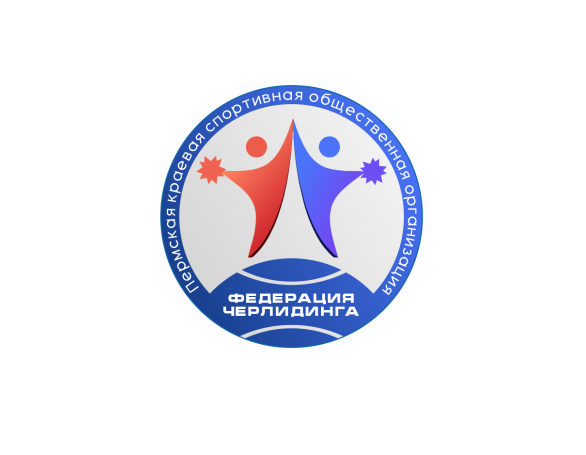 Пермская краевая спортивная общественная организация
ФЕДЕРАЦИЯ
ЧЕРЛИДИНГА